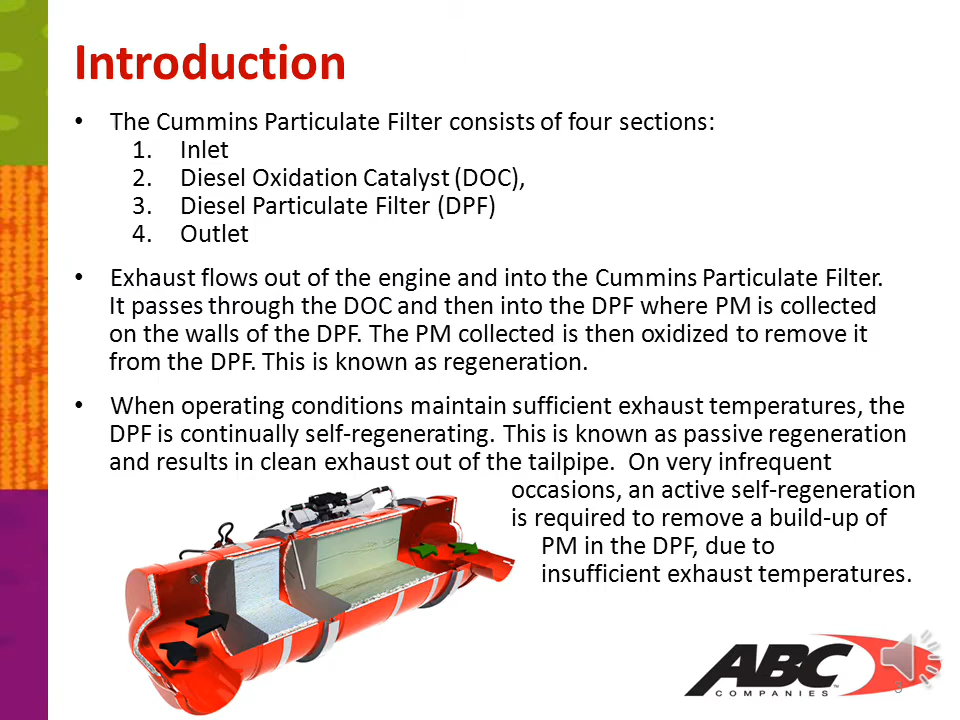 Introduction
• The Cummins Particulate Filter consists of four sections:
1. Inlet
2. Diesel Oxidation Catalyst (DOC),
3. Diesel Particulate Filter (DPF)
4. Outlet
• Exhaust flows out of the engine and into the Cummins Particulate Filter.
It passes through the DOC and then into the DPF where PM is collected
on the walls of the DPF. The PM collected is then oxidized to remove it
from the DPF. This is known as regeneration.
• When operating conditions maintain sufficient exhaust temperatures, the
DPF is continually self-regenerating. This is known as passive regeneration
and results in clean exhaust out of the tailpipe. On very infrequent
occasions, an active self-regeneration
is required to remove a build-up of
PM in the DPF, due to
insufficient exhaust temperatures.
ABC
COMPANIES™
3